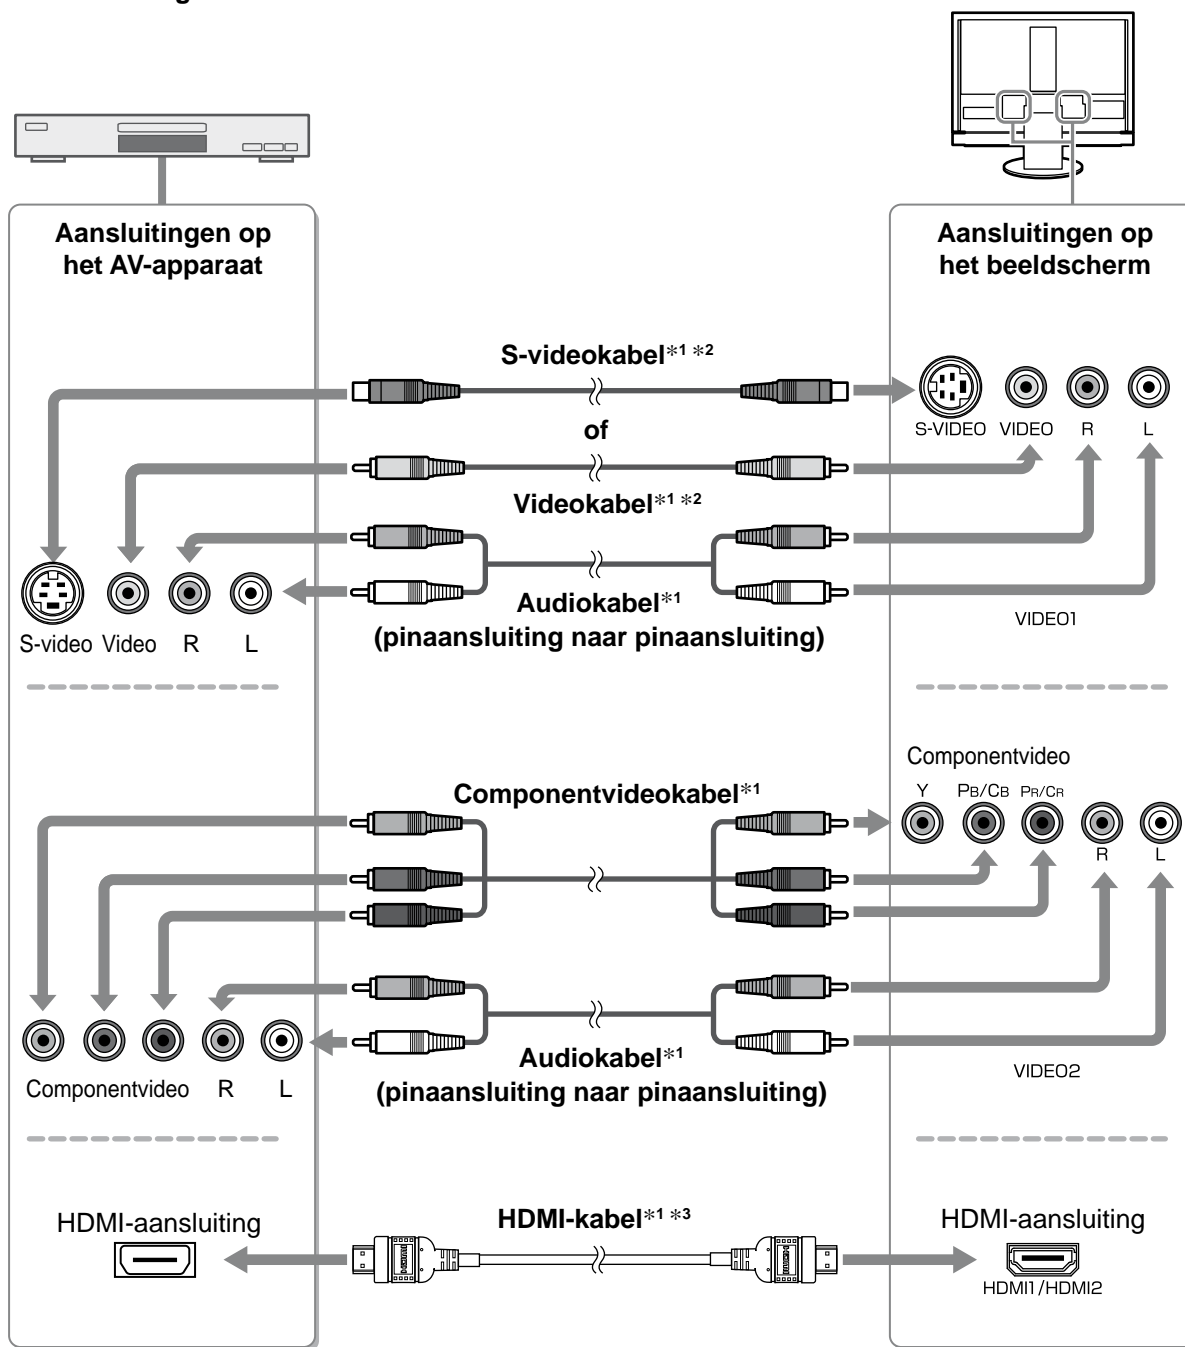 Aansluitingen op
het AV-apparaat
Aansluitingen op
het beeldscherm
S-videokabel*1 *2
of
Videokabel*1 *2
Audiokabel*1
(pinaansluiting naar pinaansluiting)
S-VIDEO VIDEO R L
VIDEO1
S-video Video R L
Componentvideo
Y PB/CB PR/CR
R L
Componentvideokabel*1
Audiokabel*1
(pinaansluiting naar pinaansluiting)
VIDEO2
Componentvideo R L
HDMI-aansluiting
HDMI-kabel*1 *3
HDMI-aansluiting
HDMI1/HDMI2